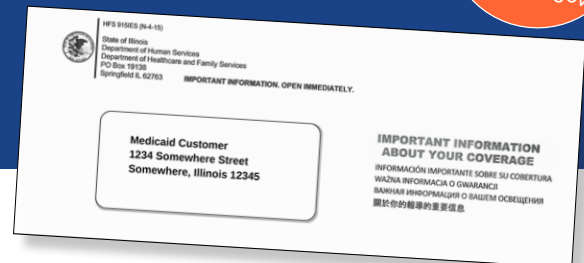 HFS 915IES (N-4-15)
State of Illinois
Department of Human Services
Department of Healthcare and Family Services
PO Box 19138
Springfield IL 62763 IMPORTANT INFORMATION. OPEN IMMEDIATELY.
Medicaid Customer
1234 Somewhere Street
Somewhere, Illinois 12345
IMPORTANT INFORMATION
ABOUT YOUR COVERAGE
INFORMACIÓN IMPORTANTE SOBRE SU COBERTURA
WAŻNA INFORMACJA O GWARANCJI
ВАЖНАЯ ИНФОРМАЦИЯ О ВАШЕМ ОСВЕЩЕНИЯ
關於你的報導的重要信息